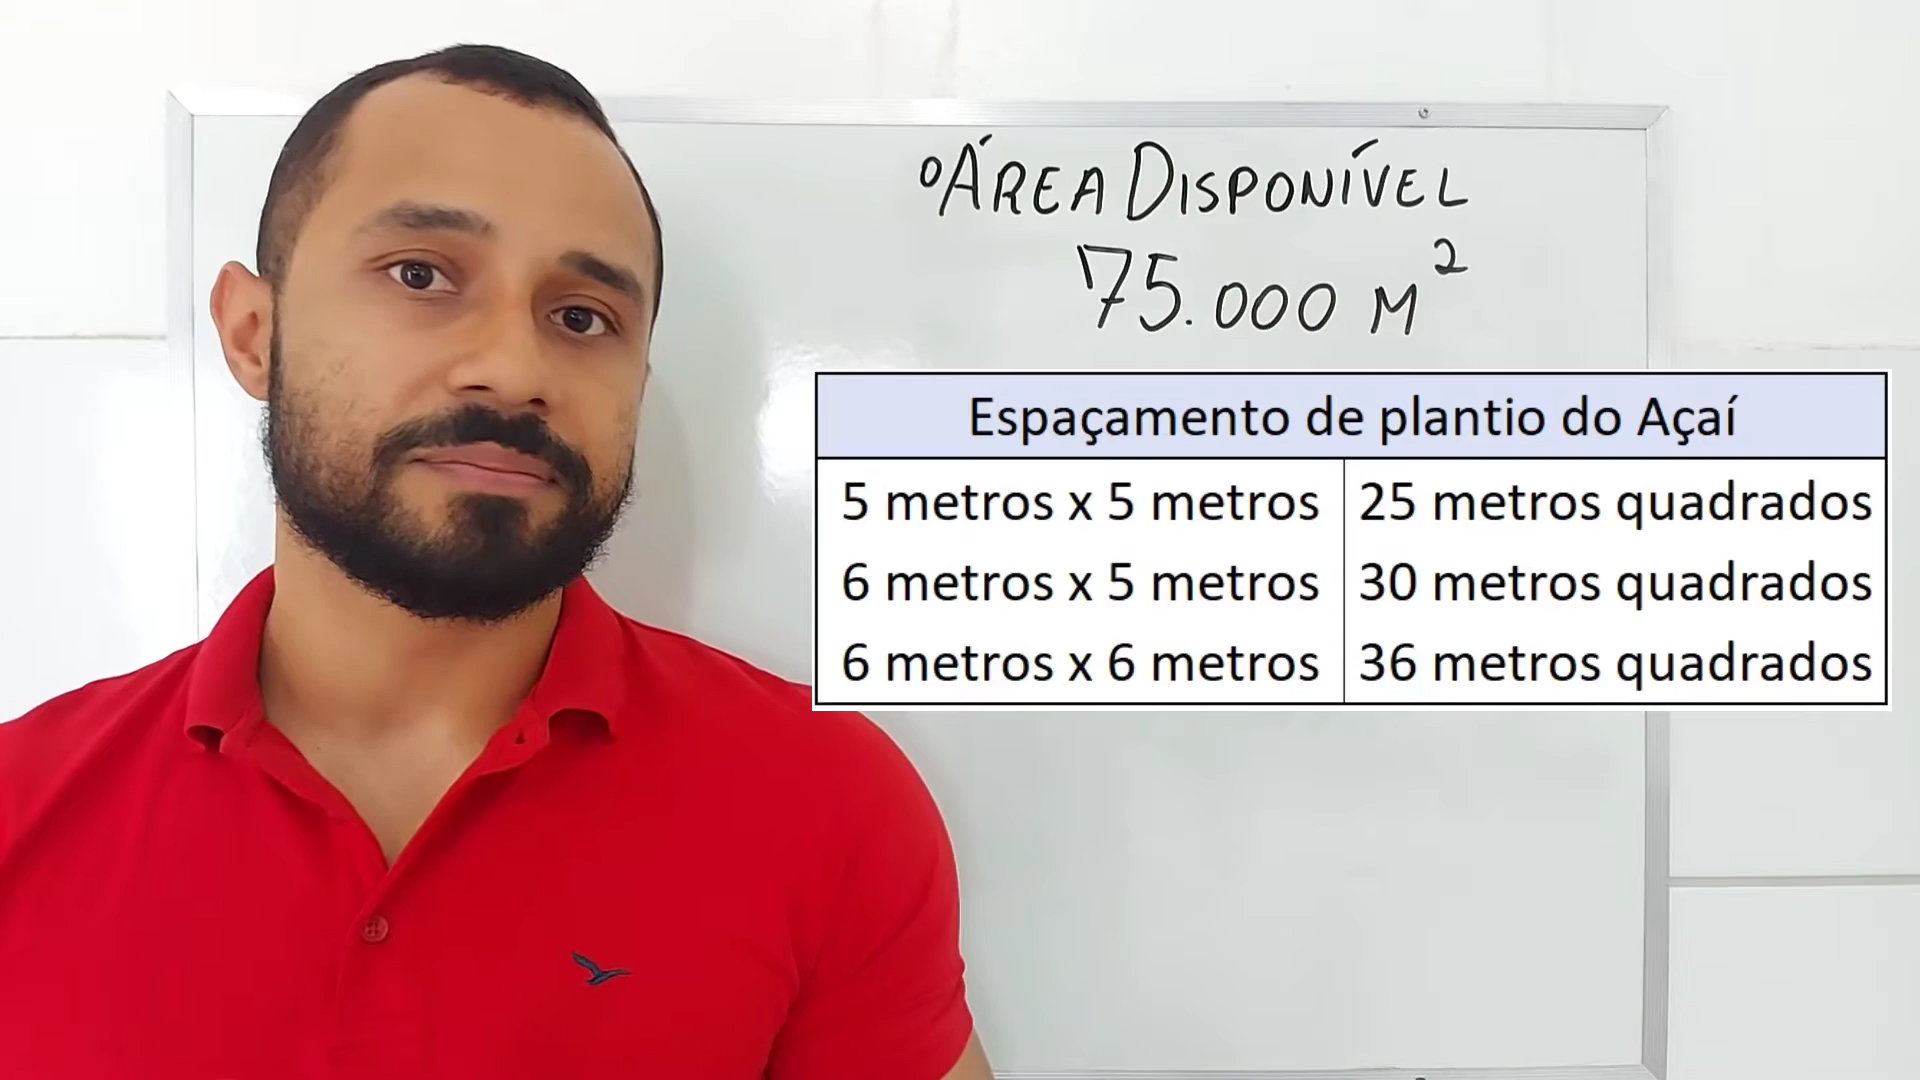 º ÁREA DISPONÍVEL
75.000 M²
Espaçamento de plantio do Açaí
5 metros x 5 metros 25 metros quadrados
6 metros x 5 metros 30 metros quadrados
6 metros x 6 metros 36 metros quadrados